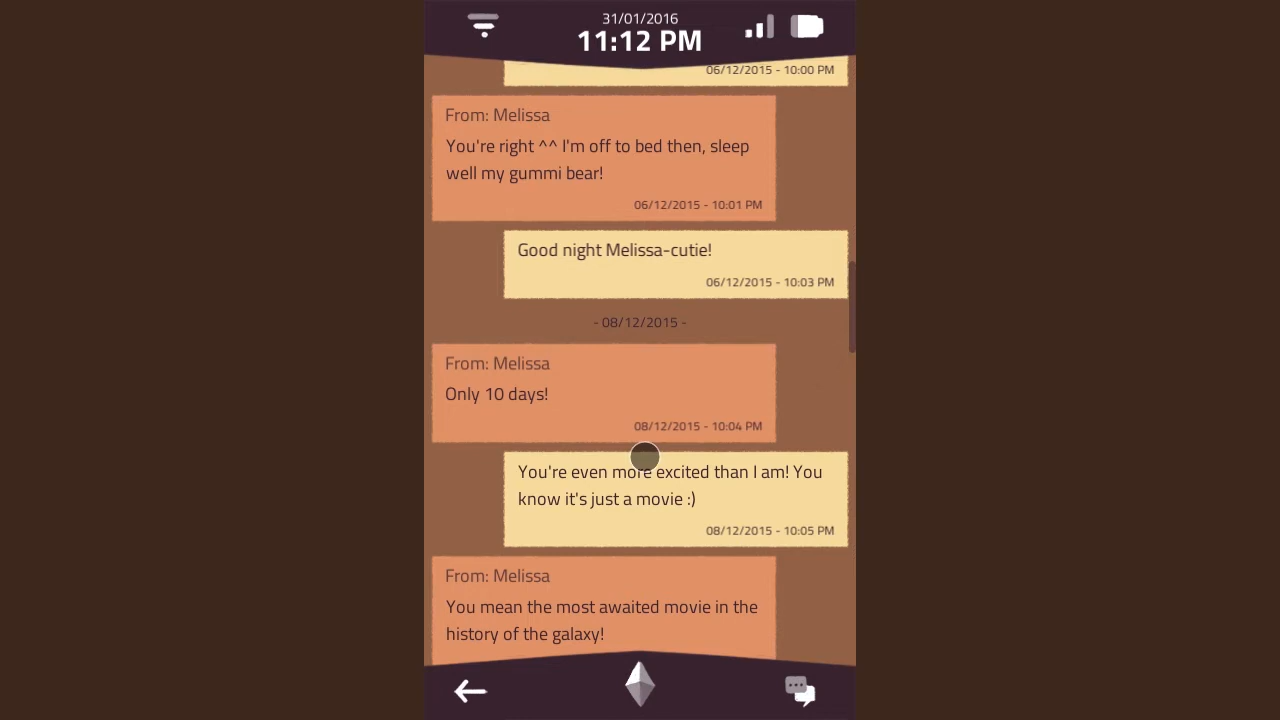 31/01/2016
11:12 PM
06/12/2015 - 10:00 PM
From: Melissa
You're right ^^ I'm off to bed then, sleep
well my gummi bear!
06/12/2015 - 10:01 PM
Good night Melissa-cutie!
06/12/2015 - 10:03 PM
- 08/12/2015 -
From: Melissa
Only 10 days!
08/12/2015 - 10:04 PM
You're even more excited than I am! You
know it's just a movie :)
08/12/2015 - 10:05 PM
From: Melissa
You mean the most awaited movie in the
history of the galaxy!